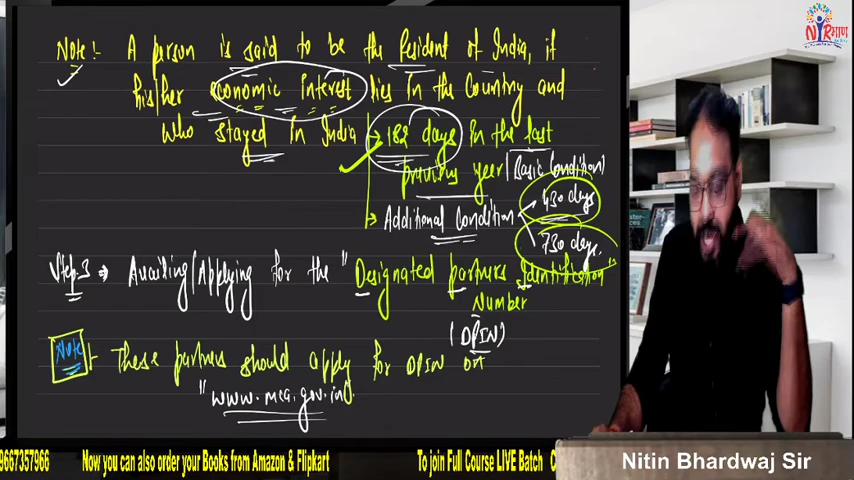 Note:- A person is said to be the Resident of India, if
his/her economic interest lies in the Country and
who stayed in India → 182 days in the last
previous year (Basic Condition)
→ Additional Condition 430 days
730 days.
Step.3 ⇒ Availing/Applying for the "Designated partners Identification"
Number
(DPIN)
Note:- These partners should apply for DPIN on
"www.mca.gov.in".
9667357966 Now you can also order your Books from Amazon & Flipkart To join Full Course LIVE Batch C
Nitin Bhardwaj Sir